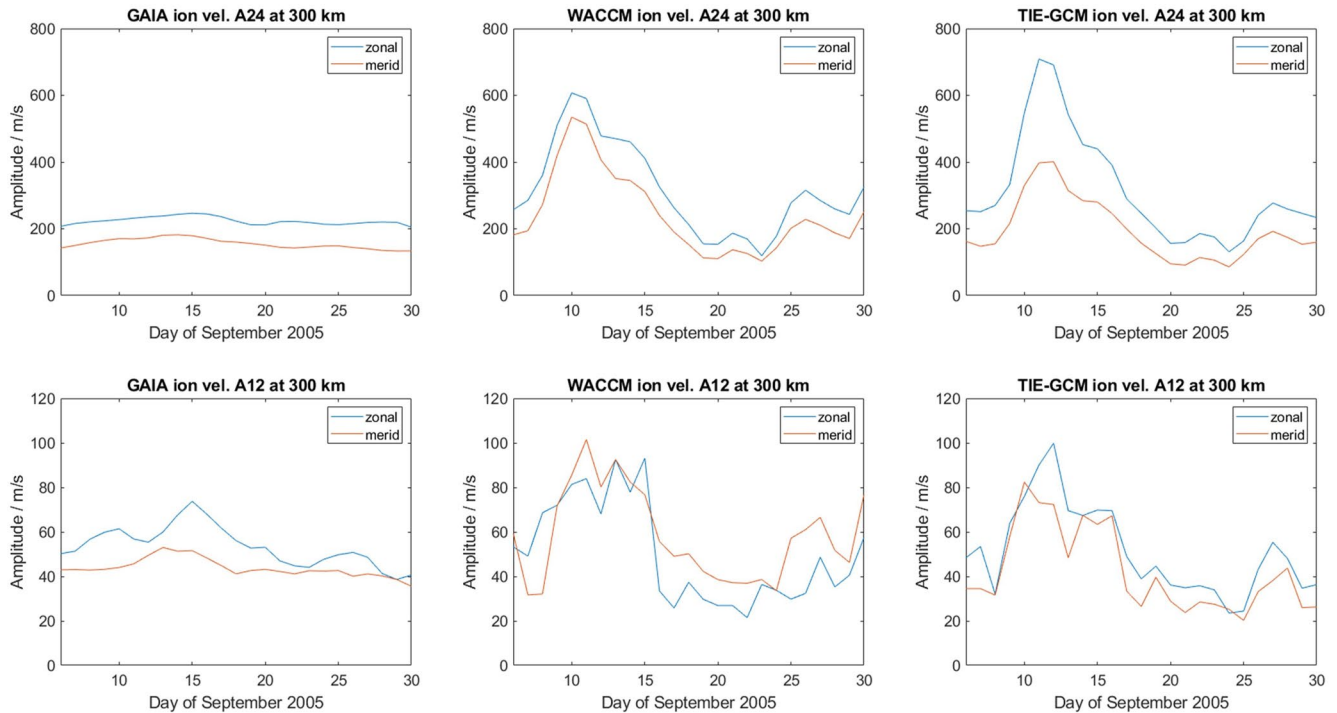 GAIA ion vel. A24 at 300 km
800
600
400
200
0
Amplitude / m/s
zonal
merid
10 15 20 25 30
Day of September 2005
WACCM ion vel. A24 at 300 km
800
600
400
200
0
Amplitude / m/s
zonal
merid
10 15 20 25 30
Day of September 2005
TIE-GCM ion vel. A24 at 300 km
800
600
400
200
0
Amplitude / m/s
zonal
merid
10 15 20 25 30
Day of September 2005
GAIA ion vel. A12 at 300 km
120
100
80
60
40
20
0
Amplitude / m/s
zonal
merid
10 15 20 25 30
Day of September 2005
WACCM ion vel. A12 at 300 km
120
100
80
60
40
20
0
Amplitude / m/s
zonal
merid
10 15 20 25 30
Day of September 2005
TIE-GCM ion vel. A12 at 300 km
120
100
80
60
40
20
0
Amplitude / m/s
zonal
merid
10 15 20 25 30
Day of September 2005